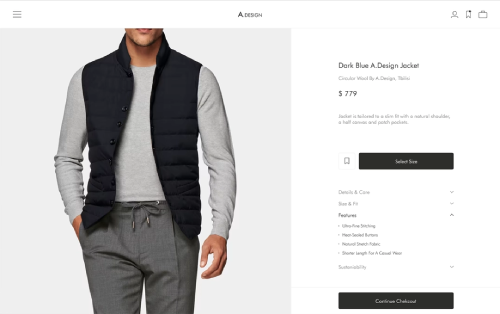 A.DESIGN
Dark Blue A.Design Jacket
Circular Wool By A.Design, Tokyo
$ 779
Jacket is tailored to a slim fit with a natural shoulder,
a half canvas and patch pockets.
Select Size
Details & Care
Size & Fit
Features
Ultra-Fine Stitching
Heat-Sealed Buttons
Natural Stretch Fabric
Shorter Length For A Casual Wear
Sustainability
Continue Checkout